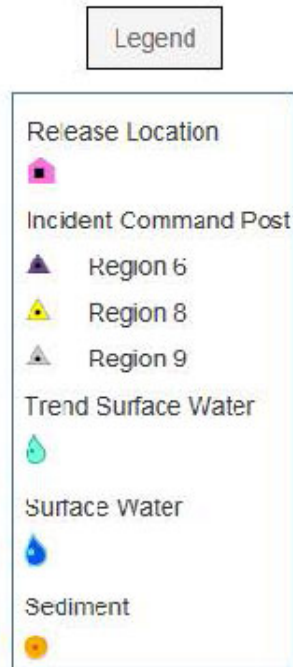 Legend
Release Location
Incident Command Post
Region 6
Region 8
Region 9
Trend Surface Water
Surface Water
Sediment